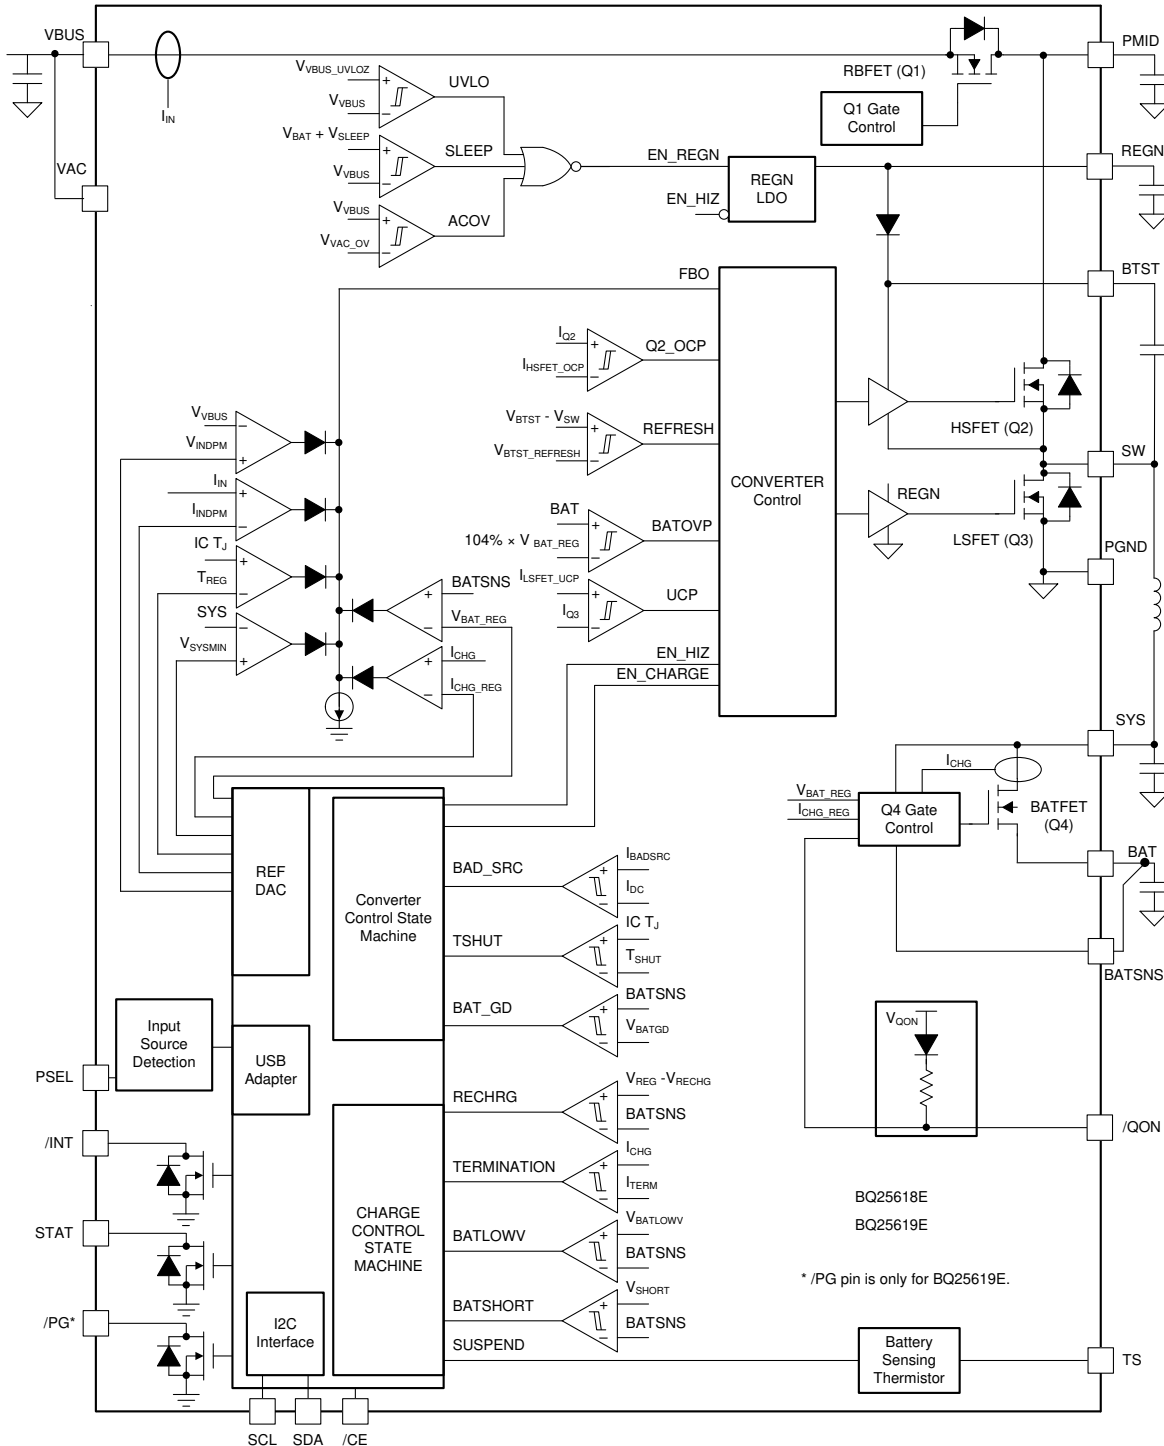 VBUS
PMID
RBFET (Q1)
VVBUS_UVLOZ
UVLO
VVBUS
IIN
Q1 Gate
Control
VBAT + VSLEEP
SLEEP
VVBUS
EN_REGN
REGN
VAC
REGN
LDO
EN_HIZ
VVBUS
ACOV
VVAC_OV
FBO
BTST
IQ2
Q2_OCP
IHSFET_OCP
VVBUS
VINDPM
VBTST - VSW
REFRESH
VBTST_REFRESH
HSFET (Q2)
SW
CONVERTER
Control
IIN
IINDPM
REGN
BAT
BATOVP
104% × VBAT_REG
LSFET (Q3)
PGND
IC TJ
TREG
BATSNS
VBAT_REG
ILSFET_UCP
UCP
IQ3
SYS
VSYSMIN
ICHG
ICHG_REG
EN_HIZ
EN_CHARGE
SYS
ICHG
VBAT_REG
ICHG_REG
Q4 Gate
Control
BATFET
(Q4)
BAT
BATSNS
REF
DAC
Converter
Control State
Machine
BAD_SRC
IBADSRC
IDC
TSHUT
IC TJ
TSHUT
BAT_GD
BATSNS
VBATGD
VQON
Input
Source
Detection
USB
Adapter
PSEL
RECHRG
VREG -VRECHG
BATSNS
/QON
/INT
TERMINATION
ICHG
ITERM
BQ25618E
BQ25619E
STAT
CHARGE
CONTROL
STATE
MACHINE
BATLOWV
VBATLOWV
BATSNS
* /PG pin is only for BQ25619E.
/PG*
I2C
Interface
BATSHORT
VSHORT
BATSNS
SUSPEND
Battery
Sensing
Thermistor
TS
SCL
SDA
/CE